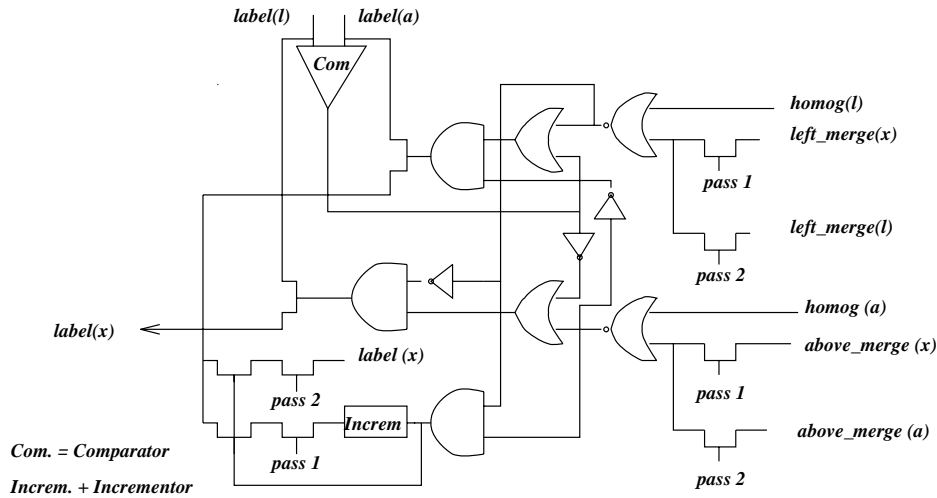 label(l)
label(a)
Com
homog(l)
left_merge(x)
pass 1
left_merge(l)
pass 2
homog (a)
label(x)
above_merge (x)
label (x)
pass 2
pass 1
Increm
above_merge (a)
pass 1
pass 2
Com. = Comparator
Increm. + Incrementor